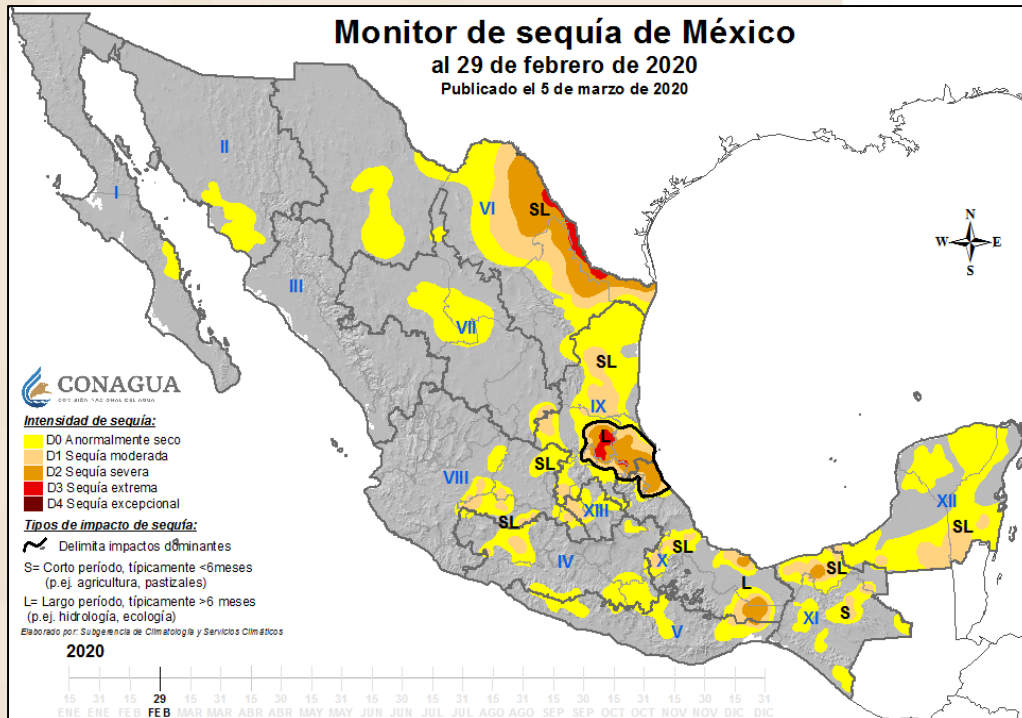 Monitor de sequía de México
al 29 de febrero de 2020
Publicado el 5 de marzo de 2020
II
I
VI
SL
III
N
W E
S
VII
SL
IX
L
CONAGUA
COMISIÓN NACIONAL DEL AGUA
Intensidad de sequía:
D0 Anormalmente seco
D1 Sequía moderada
D2 Sequía severa
D3 Sequía extrema
D4 Sequía excepcional
Tipos de impacto de sequía:
Delimita impactos dominantes
S= Corto período, típicamente <6meses
(p.ej. agricultura, pastizales)
L= Largo período, típicamente >6 meses
(p.ej. hidrología, ecología)
Elaborado por: Subgerencia de Climatología y Servicios Climáticos
VIII
SL
SL
XIII
IV
X
SL
V
L
SL
XI
S
XII
SL
2020
15 31 15 29 15 31 15 30 15 31 15 30 15 31 15 31 15 30 15 31 15 30 15 31
ENE ENE FEB FEB MAR MAR ABR ABR MAY MAY JUN JUN JUL JUL AGO AGO SEP SEP OCT OCT NOV NOV DIC DIC